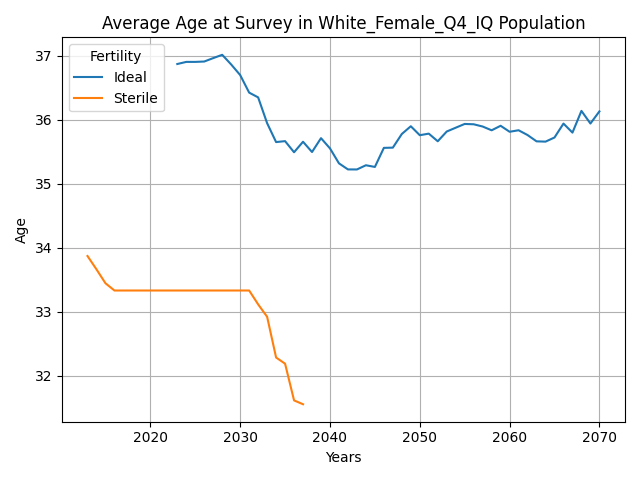 Average Age at Survey in White_Female_Q4_IQ Population
Fertility
Ideal
Sterile
37
36
35
34
33
32
Age
2020 2030 2040 2050 2060 2070
Years